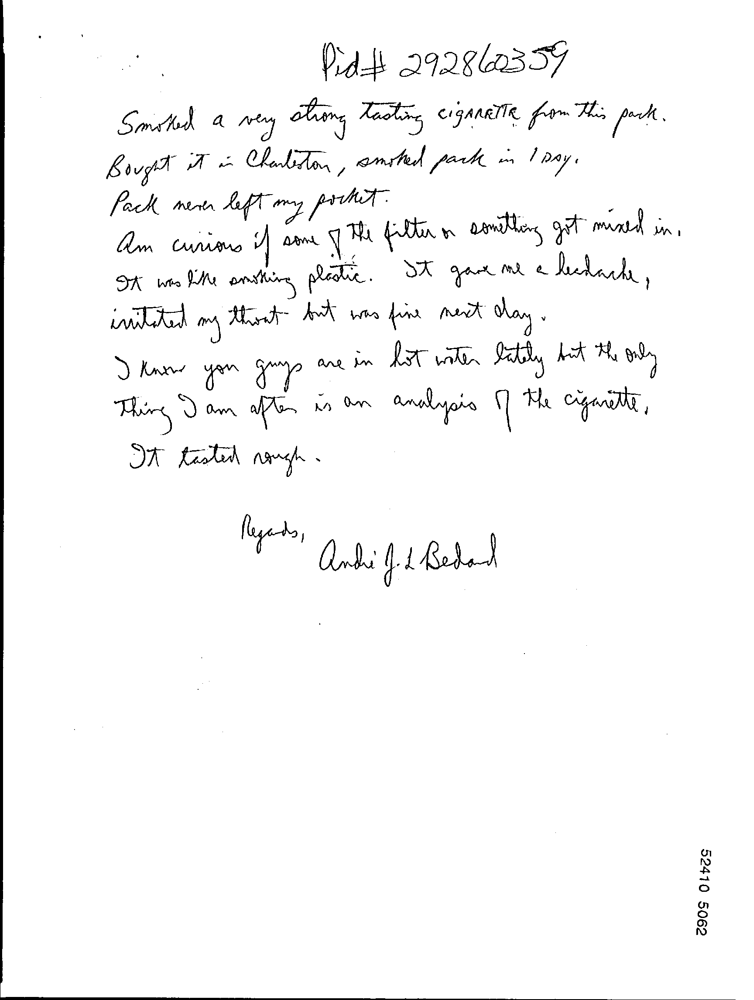 Pid# 292860359
Smoked a very strong tasting cigarette from this pack.
Bought it in Charleston, smoked pack in 1 DAY.
Pack never left my pocket.
Am curious if some of the filter or something got mixed in.
It was like smoking plastic. It gave me a headache,
irritated my throat but was fine next day.
I know you guys are in hot water lately but the only
thing I am after is an analysis of the cigarette.
It tasted rough.
Regards,
André J. L Bedard
52410 5062